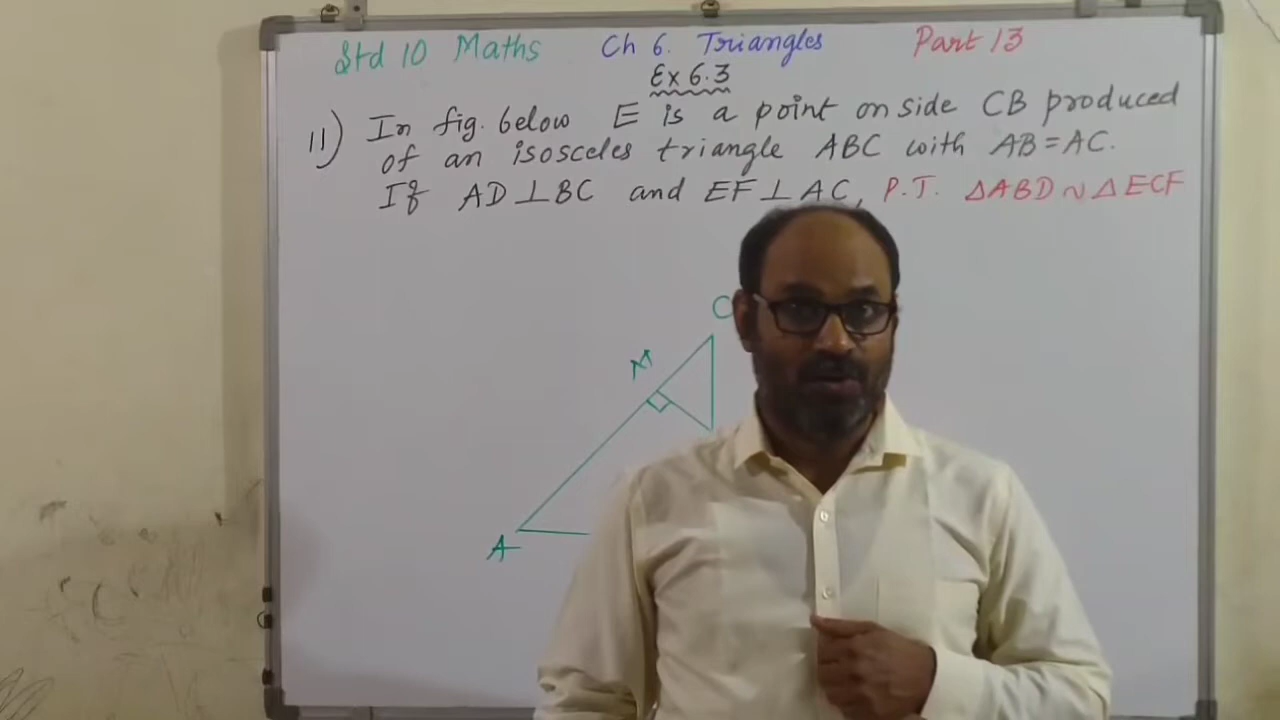 Std 10 Maths Ch 6. Triangles Part 13
Ex 6.3
11) In fig. below E is a point on side CB produced
of an isosceles triangle ABC with AB=AC.
If AD⊥BC and EF⊥AC, P.T. ΔABD ~ ΔECF
C
M
A